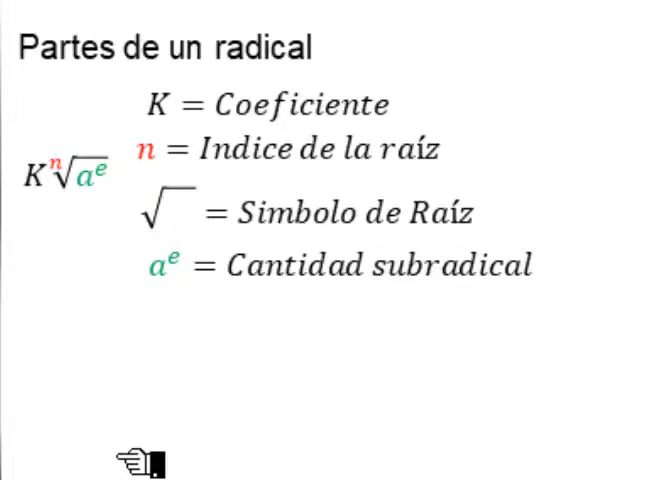 Partes de un radical
K = Coeficiente
n = Indice de la raíz
K ⁿ√aᵉ
√ = Simbolo de Raíz
aᵉ = Cantidad subradical